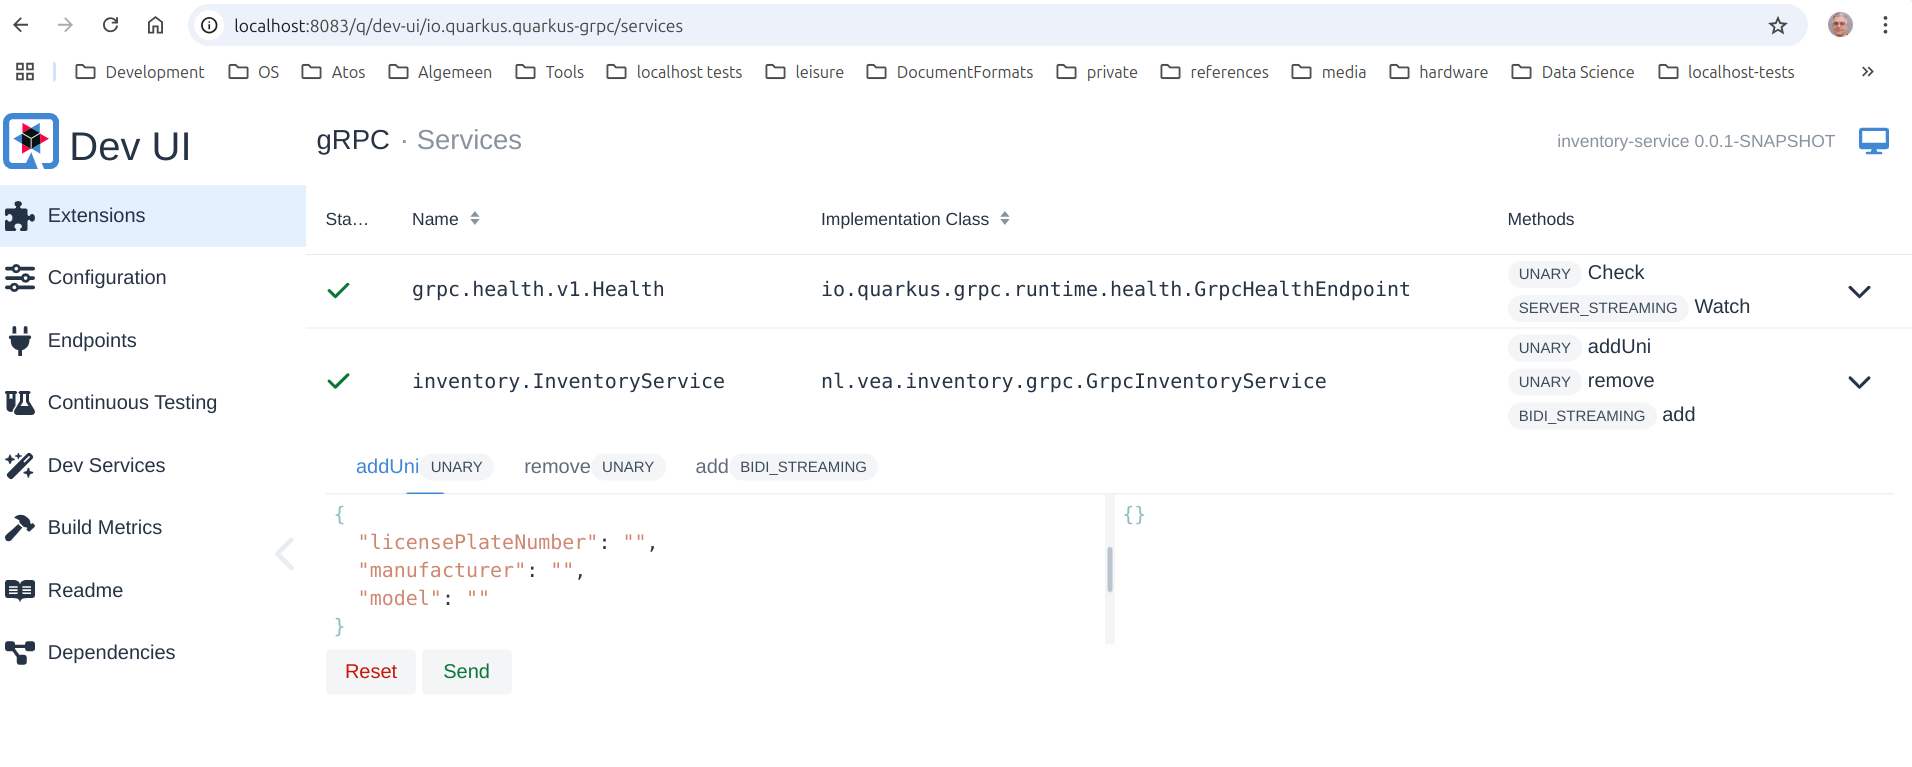 localhost:8083/q/dev-ui/io.quarkus.quarkus-grpc/services
Development OS Atos Algemeen Tools localhost tests leisure DocumentFormats private references media hardware Data Science localhost-tests »
Dev UI
gRPC · Services
inventory-service 0.0.1-SNAPSHOT
Extensions
Configuration
Endpoints
Continuous Testing
Dev Services
Build Metrics
Readme
Dependencies
Sta… Name Implementation Class Methods
grpc.health.v1.Health io.quarkus.grpc.runtime.health.GrpcHealthEndpoint
UNARY Check
SERVER_STREAMING Watch
inventory.InventoryService nl.vea.inventory.grpc.GrpcInventoryService
UNARY addUni
UNARY remove
BIDI_STREAMING add
addUni UNARY remove UNARY add BIDI_STREAMING
{
"licensePlateNumber": "",
"manufacturer": "",
"model": ""
}
{}
Reset Send